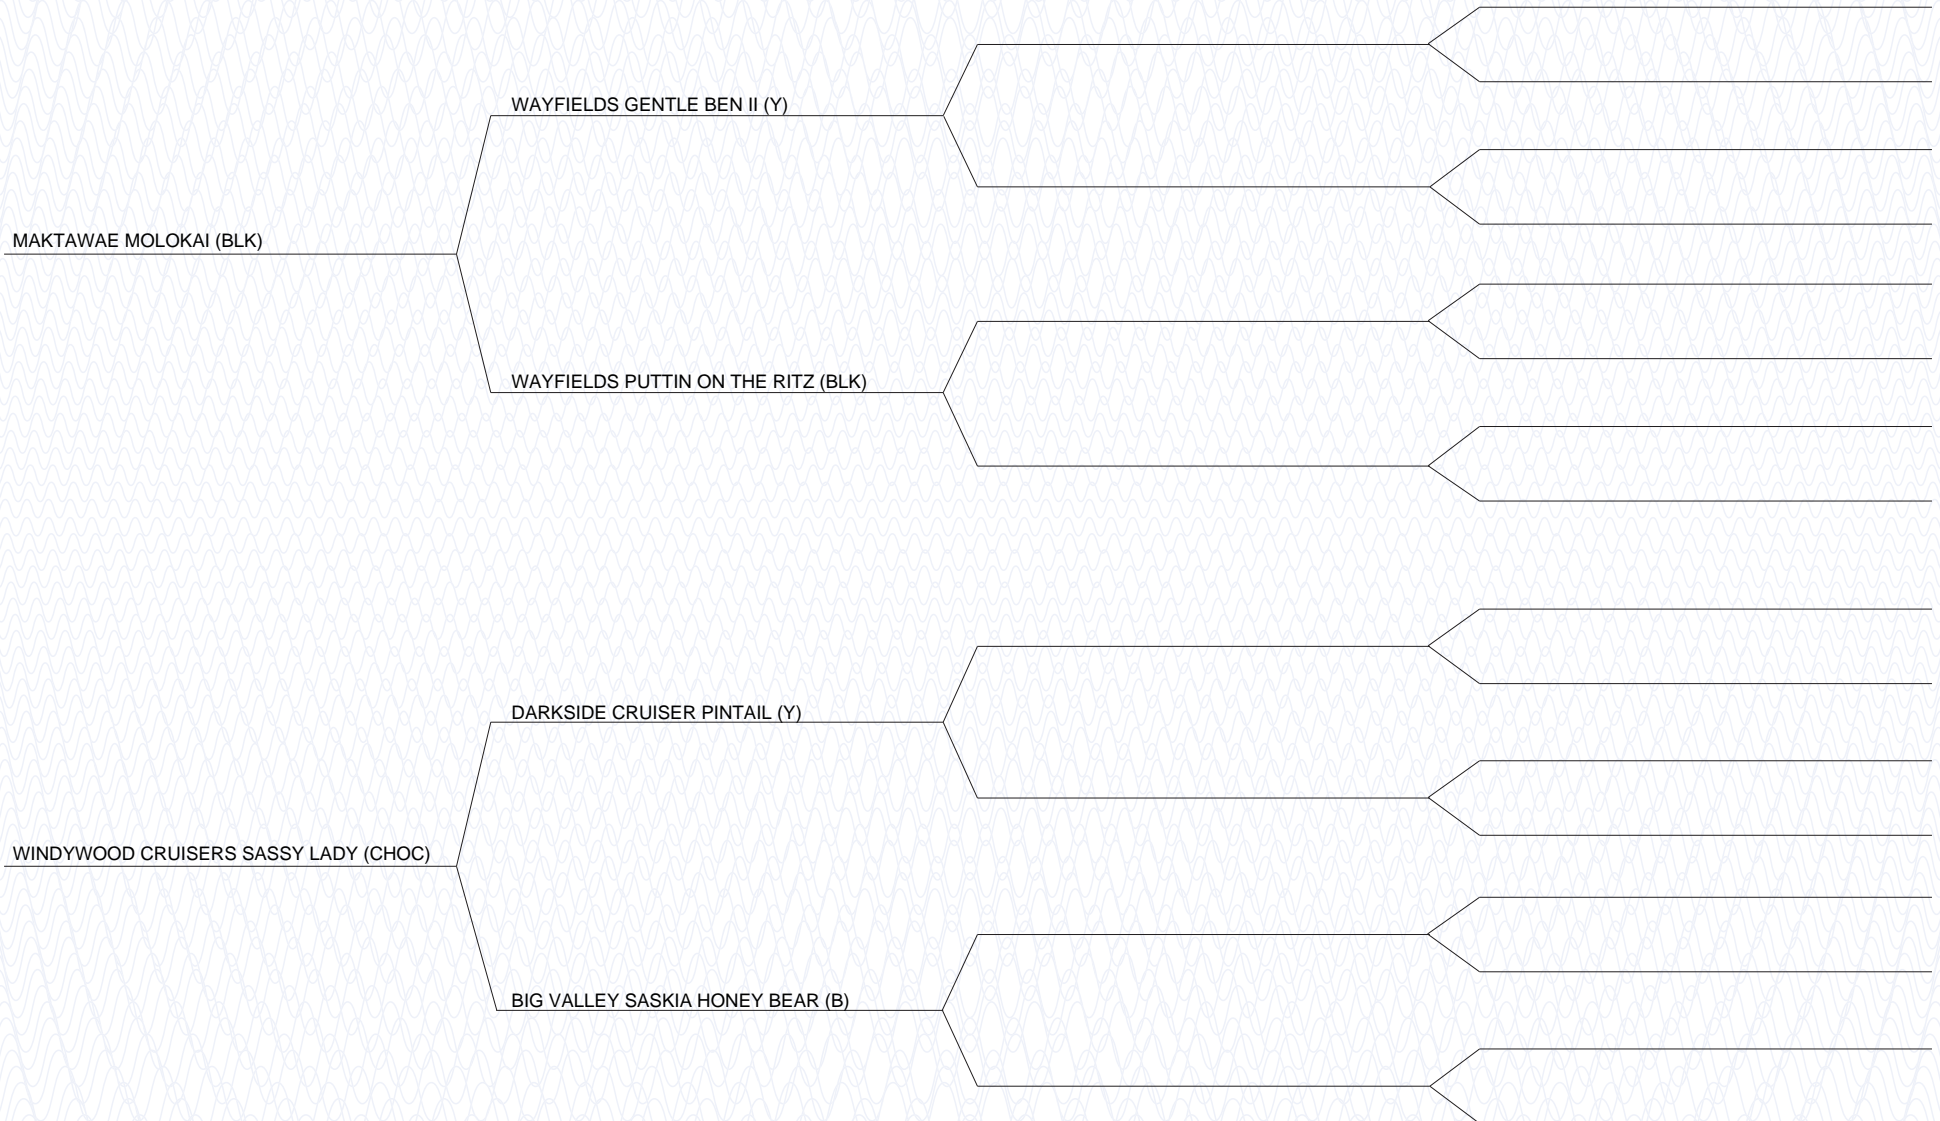 WAYFIELDS GENTLE BEN II (Y)
MAKTAWAE MOLOKAI (BLK)
WAYFIELDS PUTTIN ON THE RITZ (BLK)
DARKSIDE CRUISER PINTAIL (Y)
WINDYWOOD CRUISERS SASSY LADY (CHOC)
BIG VALLEY SASKIA HONEY BEAR (B)